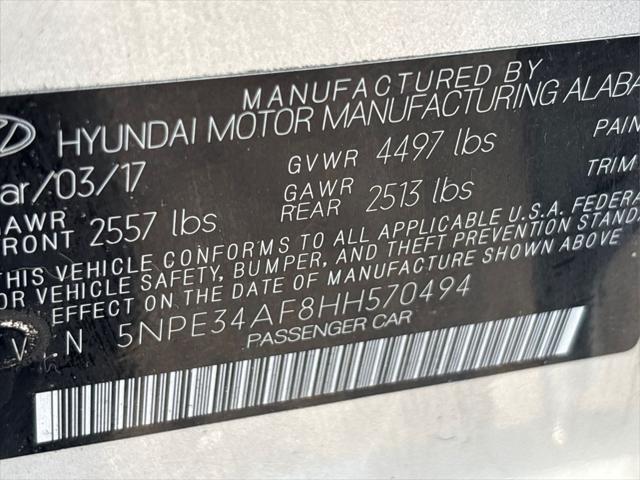 MANUFACTURED BY
HYUNDAI MOTOR MANUFACTURING ALABA
ar/03/17 GVWR 4497 lbs PAIN
GAWR FRONT 2557 lbs GAWR REAR 2513 lbs TRIM
THIS VEHICLE CONFORMS TO ALL APPLICABLE U.S.A. FEDERA
OR VEHICLE SAFETY, BUMPER, AND THEFT PREVENTION STAND
EFFECT ON THE DATE OF MANUFACTURE SHOWN ABOVE
V N 5NPE34AF8HH570494
PASSENGER CAR